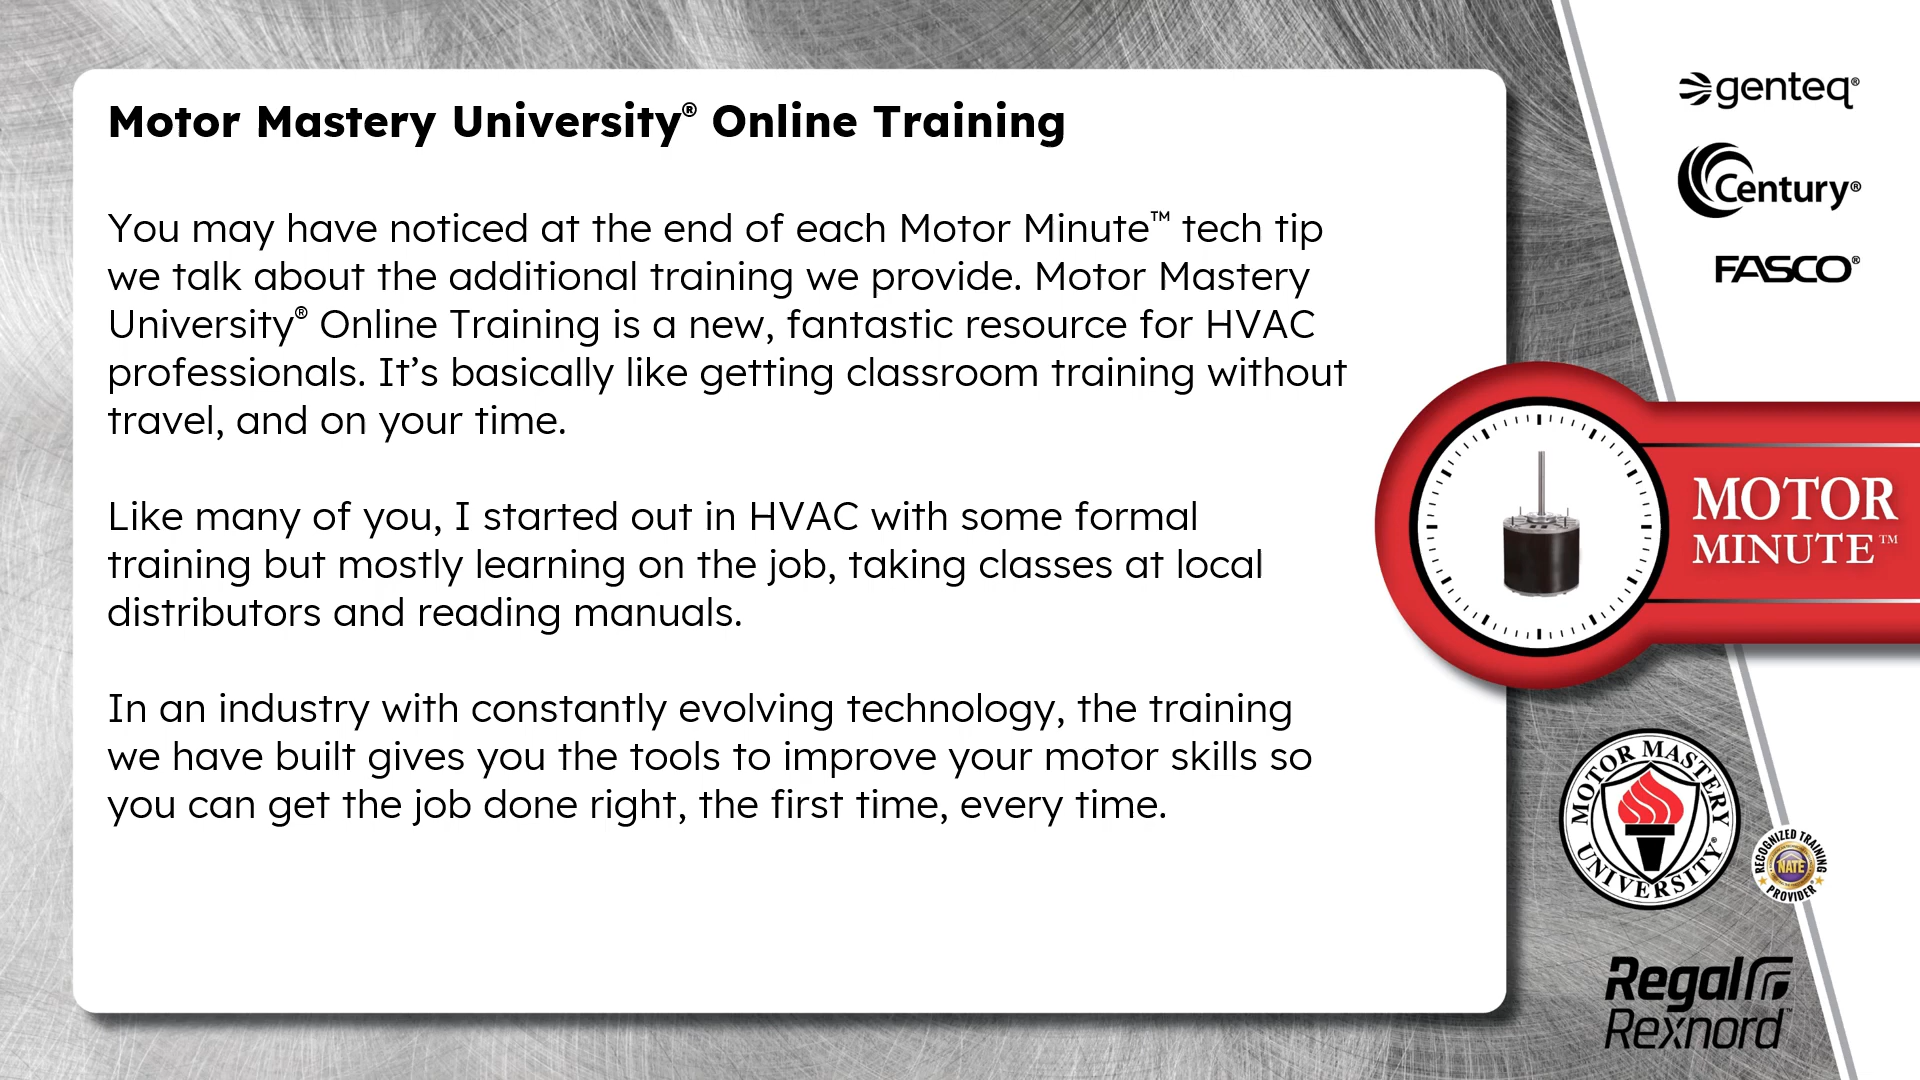 Motor Mastery University® Online Training
You may have noticed at the end of each Motor Minute™ tech tip
we talk about the additional training we provide. Motor Mastery
University® Online Training is a new, fantastic resource for HVAC
professionals. It’s basically like getting classroom training without
travel, and on your time.
Like many of you, I started out in HVAC with some formal
training but mostly learning on the job, taking classes at local
distributors and reading manuals.
In an industry with constantly evolving technology, the training
we have built gives you the tools to improve your motor skills so
you can get the job done right, the first time, every time.
genteq®
Century®
FASCO®
MOTOR
MINUTE™
MOTOR MASTERY
UNIVERSITY®
RECOGNIZED TRAINING
NATE
PROVIDER®
Regal
Rexnord™